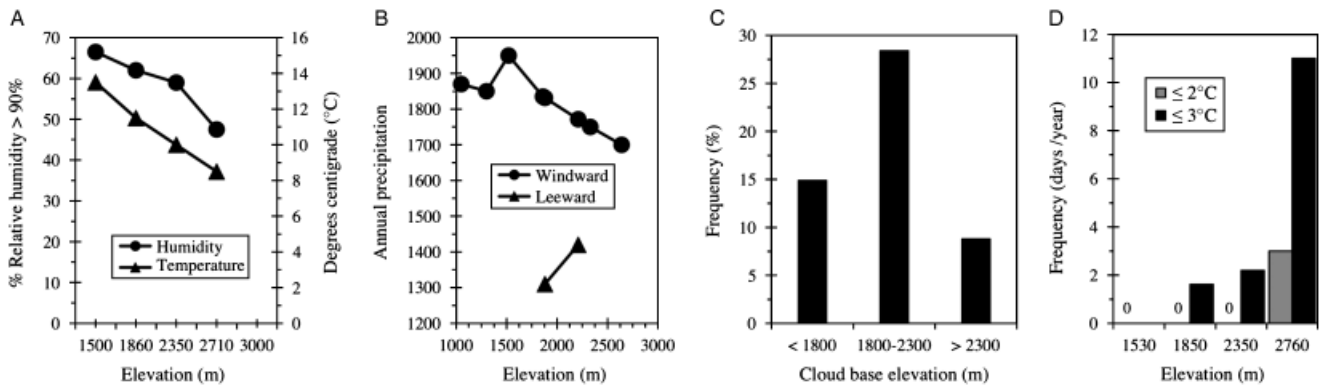 A
70
60
50
40
30
20
10
0
% Relative humidity > 90%
16
14
12
10
8
6
4
2
0
Degrees centigrade (°C)
Humidity
Temperature
1500 1860 2350 2710 3000
Elevation (m)
B
2000
1900
1800
1700
1600
1500
1400
1300
1200
Annual precipitation
Windward
Leeward
1000 1500 2000 2500 3000
Elevation (m)
C
30
25
20
15
10
5
0
Frequency (%)
< 1800 1800-2300 > 2300
Cloud base elevation (m)
D
12
10
8
6
4
2
0
Frequency (days /year)
≤ 2°C
≤ 3°C
0 0 0
1530 1850 2350 2760
Elevation (m)